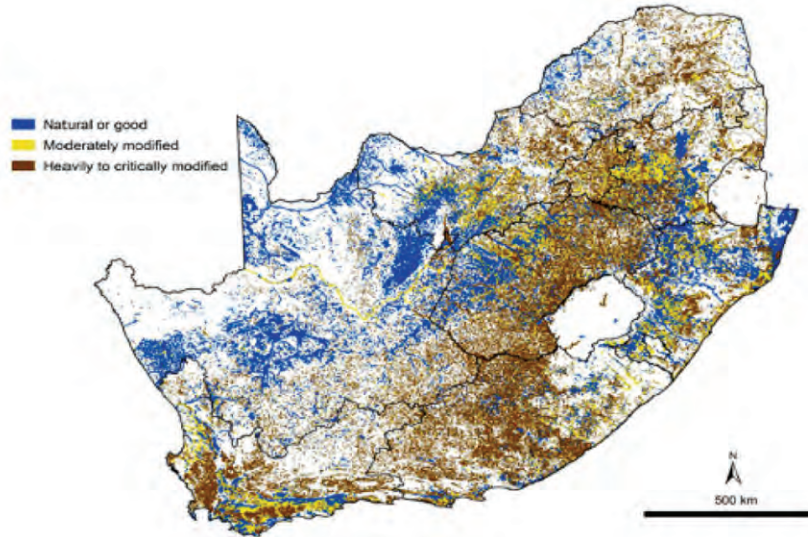 Natural or good
Moderately modified
Heavily to critically modified
N
500 km